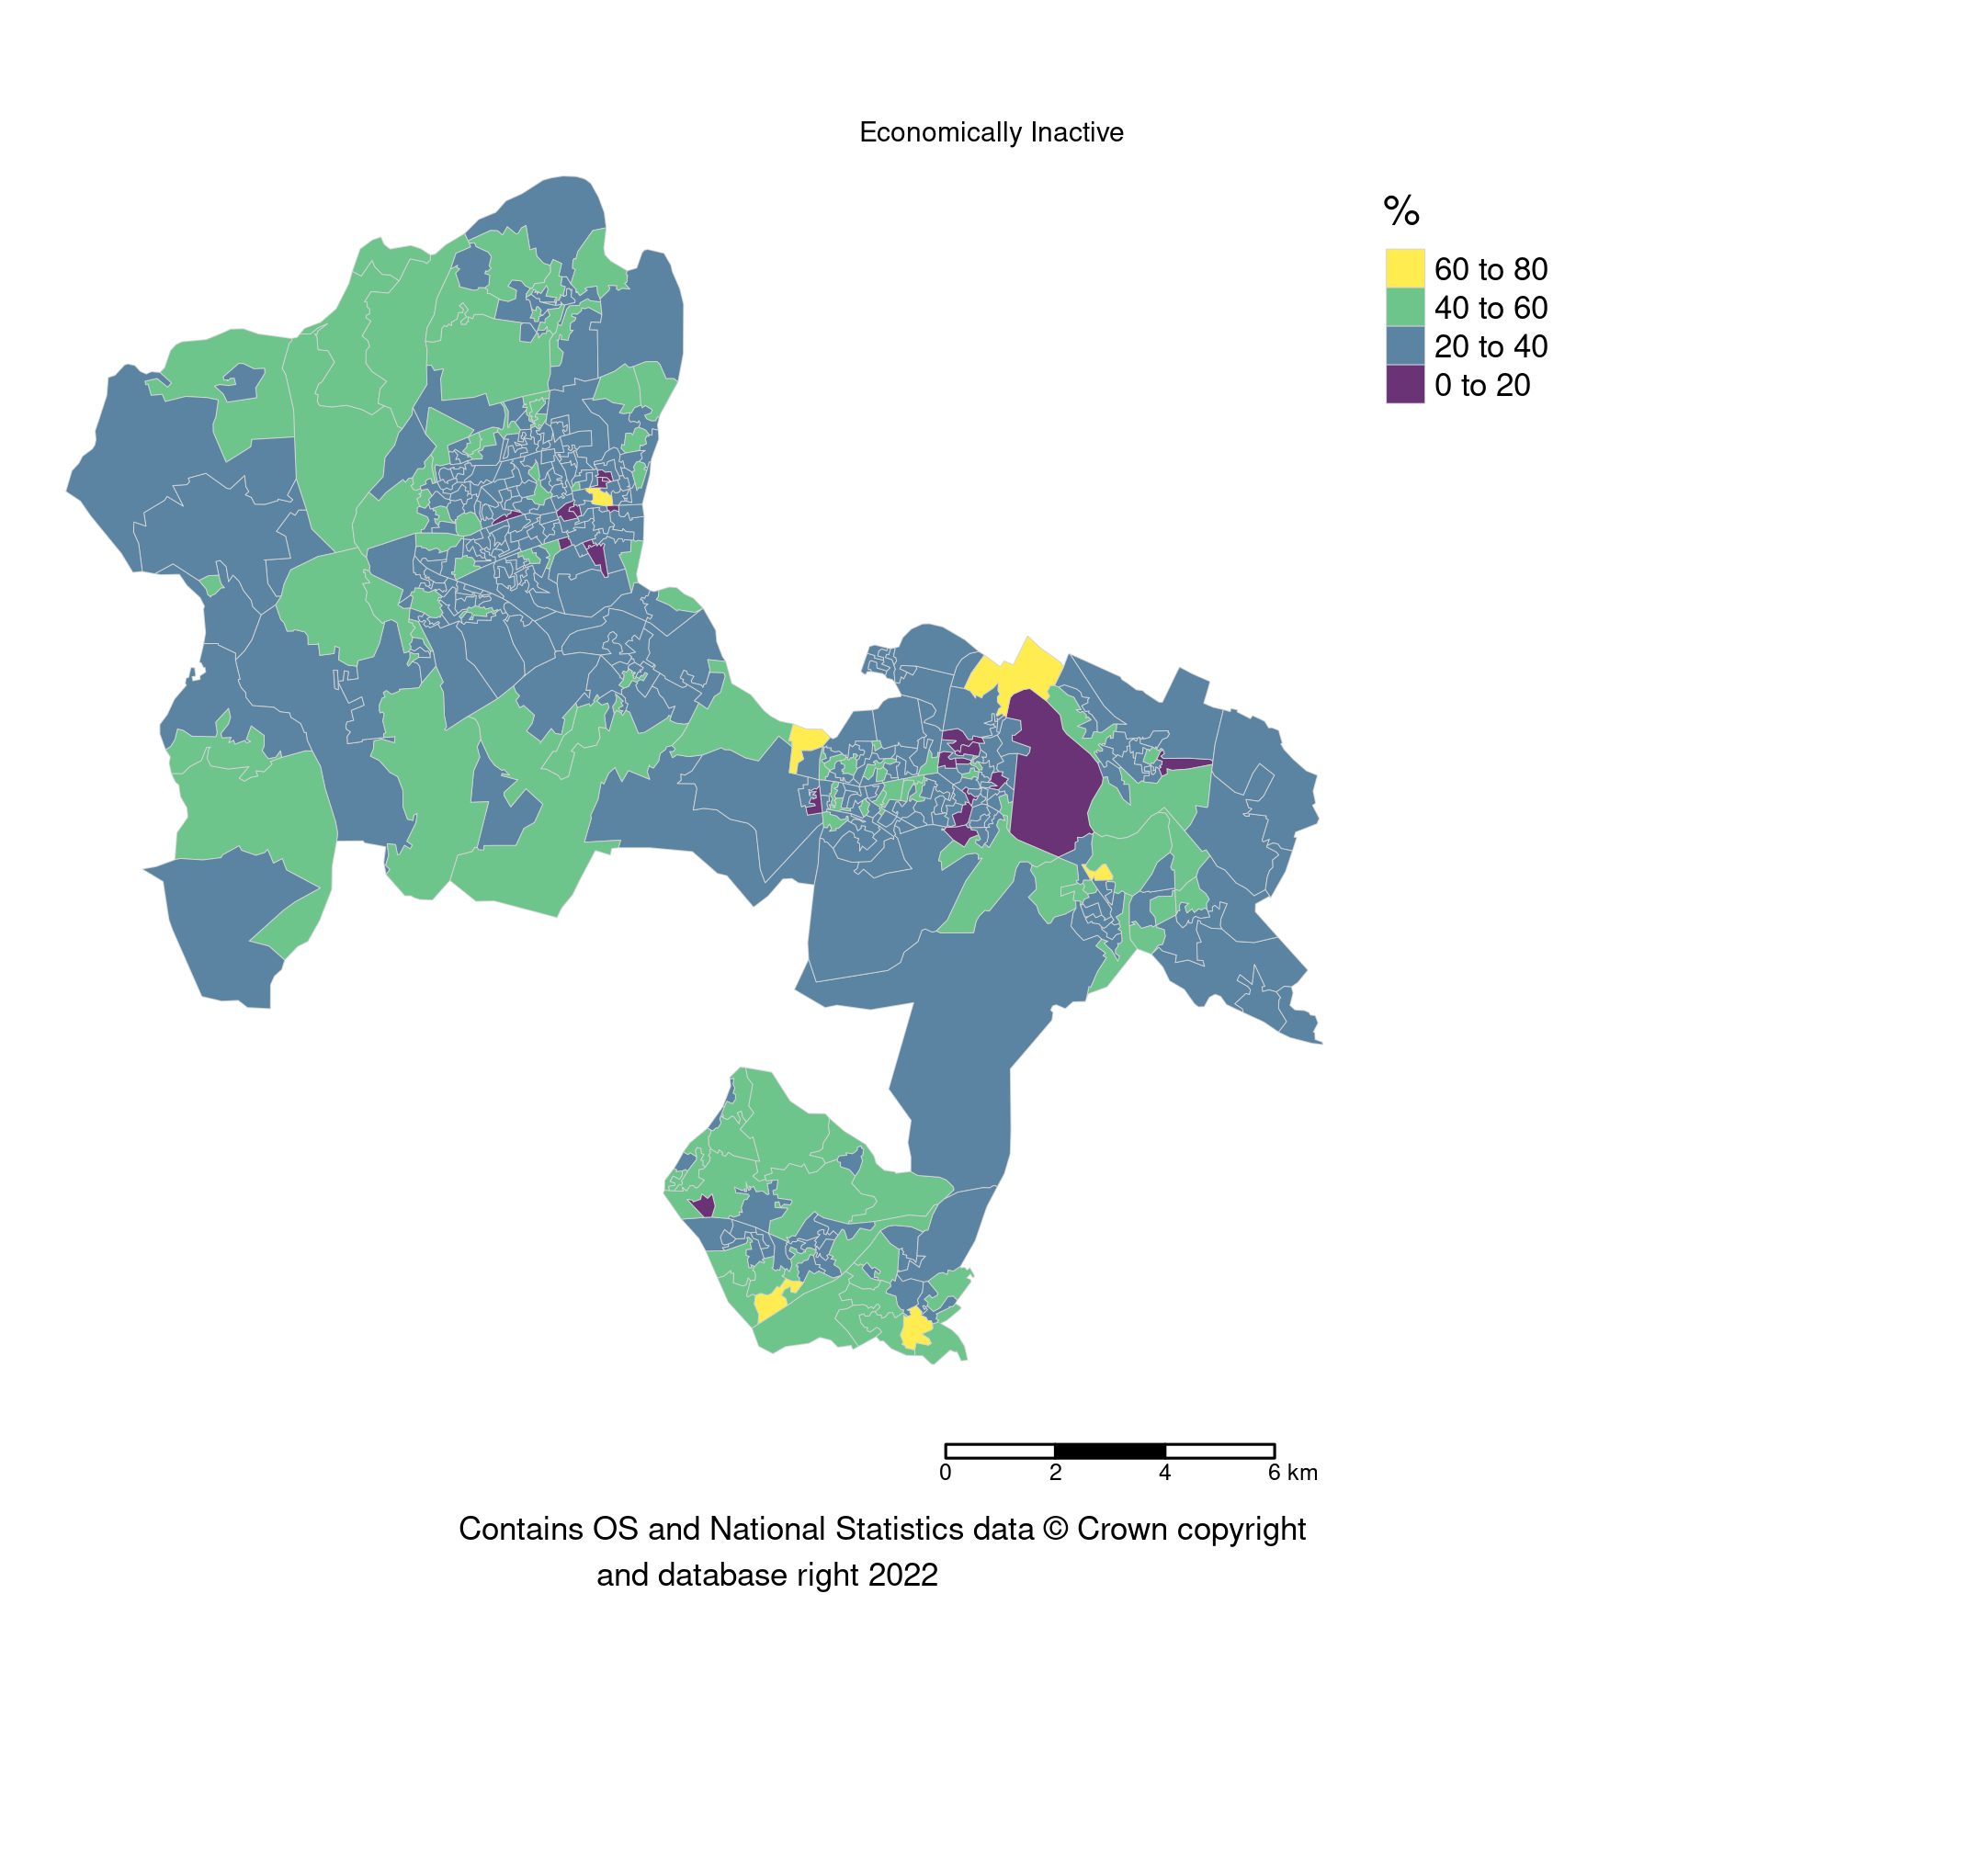 Economically Inactive
%
60 to 80
40 to 60
20 to 40
0 to 20
0 2 4 6 km
Contains OS and National Statistics data © Crown copyright
and database right 2022